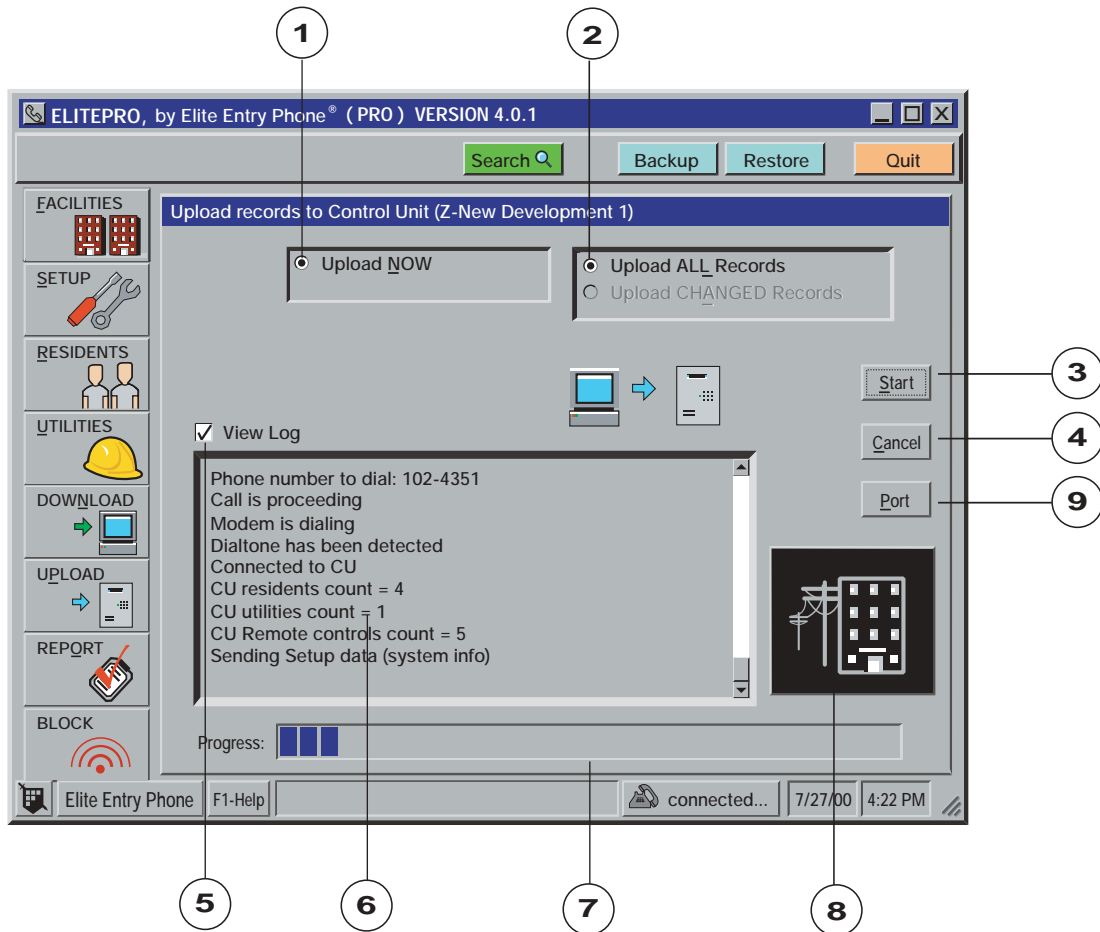 1
2
ELITEPRO, by Elite Entry Phone® (PRO) VERSION 4.0.1
Search
Backup
Restore
Quit
FACILITIES
SETUP
RESIDENTS
UTILITIES
DOWNLOAD
UPLOAD
REPORT
BLOCK
Upload records to Control Unit (Z-New Development 1)
Upload NOW
Upload ALL Records
Upload CHANGED Records
Start
3
Cancel
4
Port
9
View Log
Phone number to dial: 102-4351
Call is proceeding
Modem is dialing
Dialtone has been detected
Connected to CU
CU residents count = 4
CU utilities count = 1
CU Remote controls count = 5
Sending Setup data (system info)
Progress:
Elite Entry Phone
F1-Help
connected...
7/27/00
4:22 PM
5
6
7
8